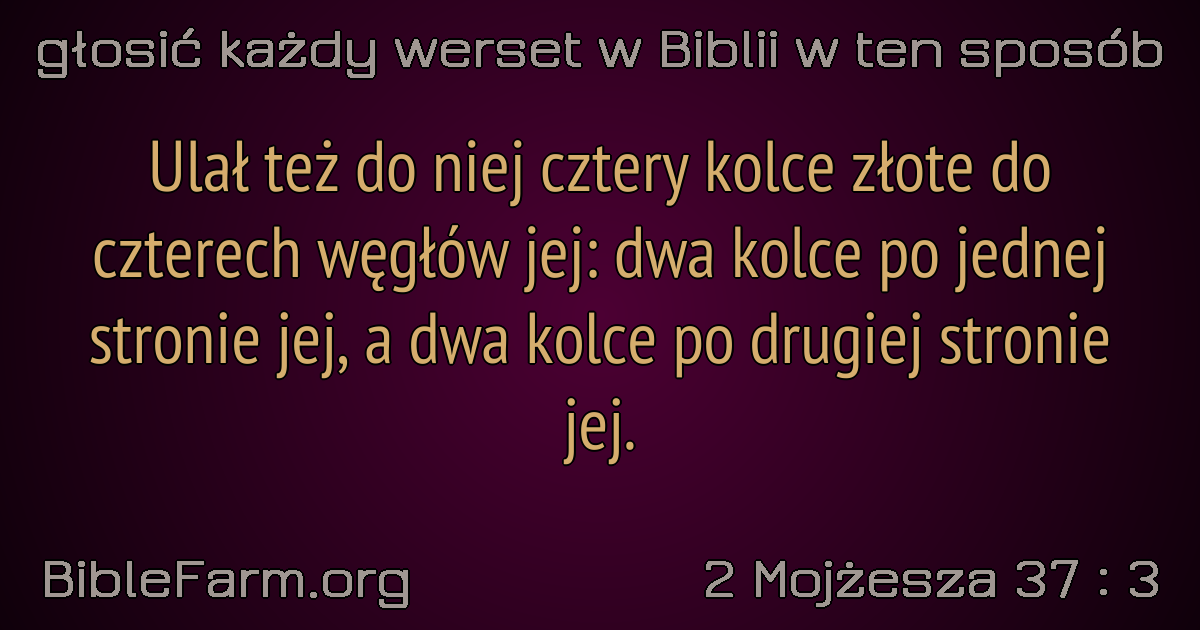 głosić każdy werset w Biblii w ten sposób
Ulał też do niej cztery kolce złote do
czterech węgłów jej: dwa kolce po jednej
stronie jej, a dwa kolce po drugiej stronie
jej.
BibleFarm.org
2 Mojżesza 37 : 3